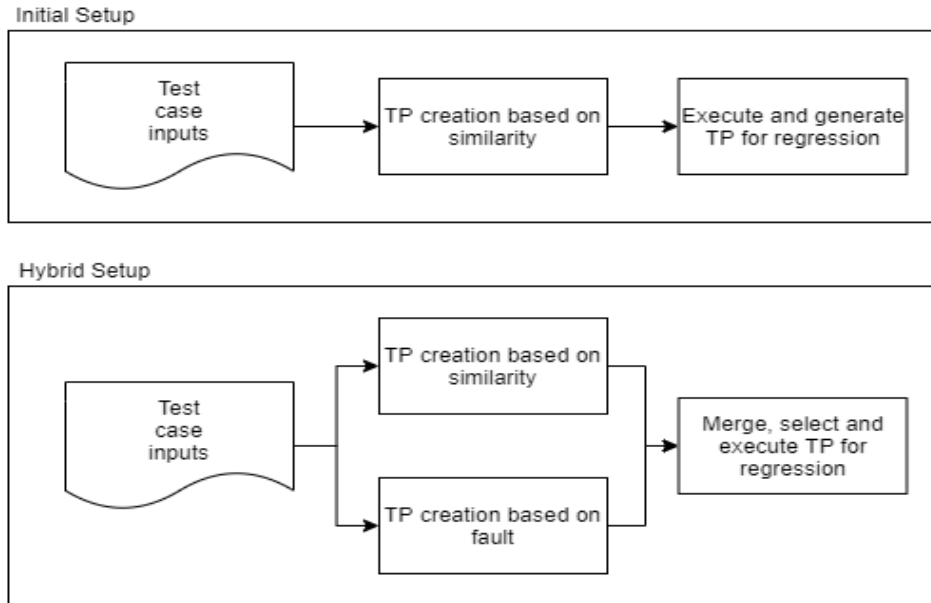 Initial Setup
Test
case
inputs
TP creation based on
similarity
Execute and generate
TP for regression
Hybrid Setup
Test
case
inputs
TP creation based on
similarity
TP creation based on
fault
Merge, select and
execute TP for
regression